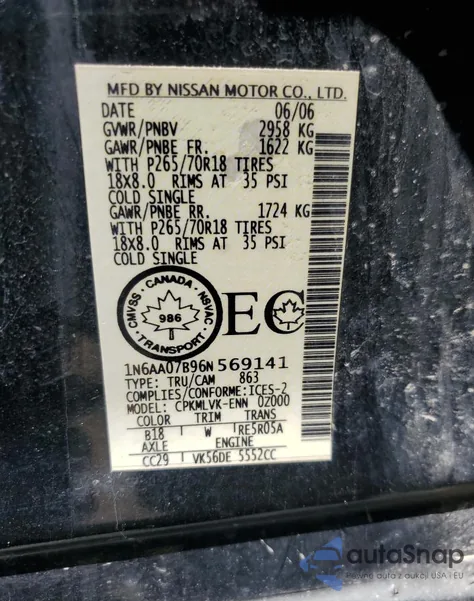 MFD BY NISSAN MOTOR CO., LTD.
DATE 06/06
GVWR/PNBV 2958 KG
GAWR/PNBE FR. 1622 KG
WITH P265/70R18 TIRES
18X8.0 RIMS AT 35 PSI
COLD SINGLE
GAWR/PNBE RR. 1724 KG
WITH P265/70R18 TIRES
18X8.0 RIMS AT 35 PSI
COLD SINGLE
CMVSS · CANADA · NSVAC · TRANSPORT ·
986
EC
1N6AA07B96N569141
TYPE: TRU/CAM 863
COMPLIES/CONFORME:ICES-2
MODEL: CPKMLVK-ENN 0Z000
COLOR TRIM TRANS
B18 W RE5R05A
AXLE ENGINE
CC29 VK56DE 5552CC
autoSnap
z aukcji USA i EU